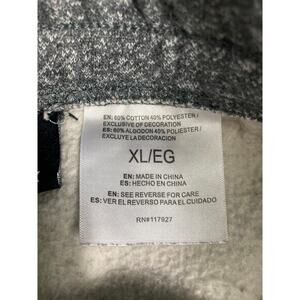 EN: 60% COTTON 40% POLYESTER /
EXCLUSIVE OF DECORATION
ES: 60% ALGODON 40% POLIESTER /
EXCLUYE LA DECORACIÓN
XL/EG
EN: MADE IN CHINA
ES: HECHO EN CHINA
EN: SEE REVERSE FOR CARE
ES: VER EL REVERSO PARA EL CUIDADO
RN#117927